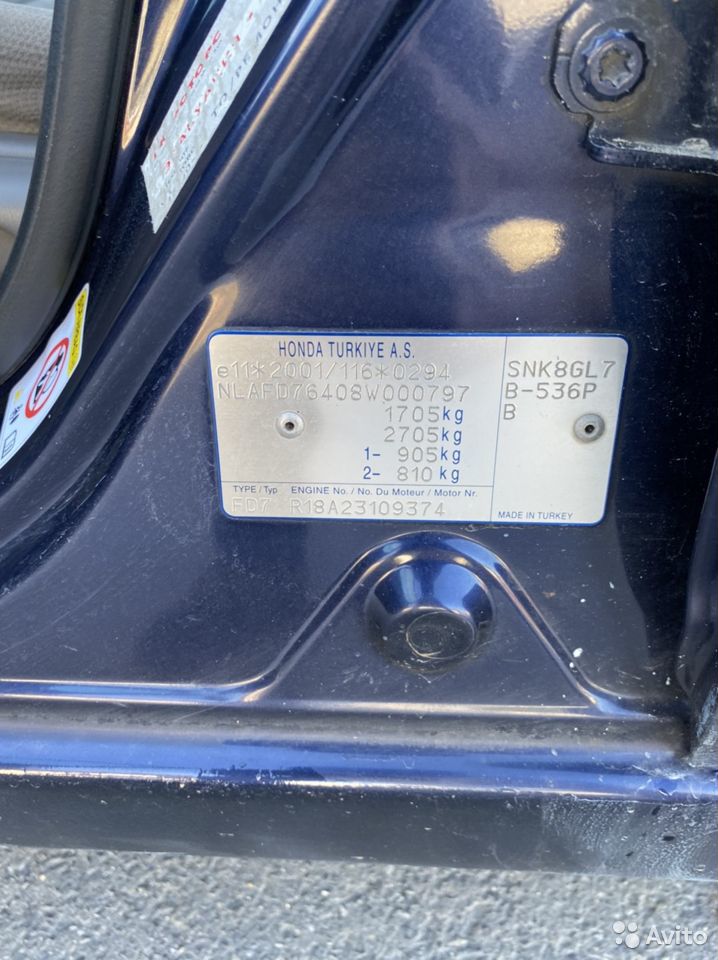 HONDA TURKIYE A.S.
e11*2001/116*0294
NLAFD76408W000797
1705kg
2705kg
1- 905kg
2- 810kg
TYPE/Typ ENGINE No. / No. Du Moteur / Motor Nr.
FD7 R18A23109374
SNK8GL7
B-536P
B
MADE IN TURKEY
Avito